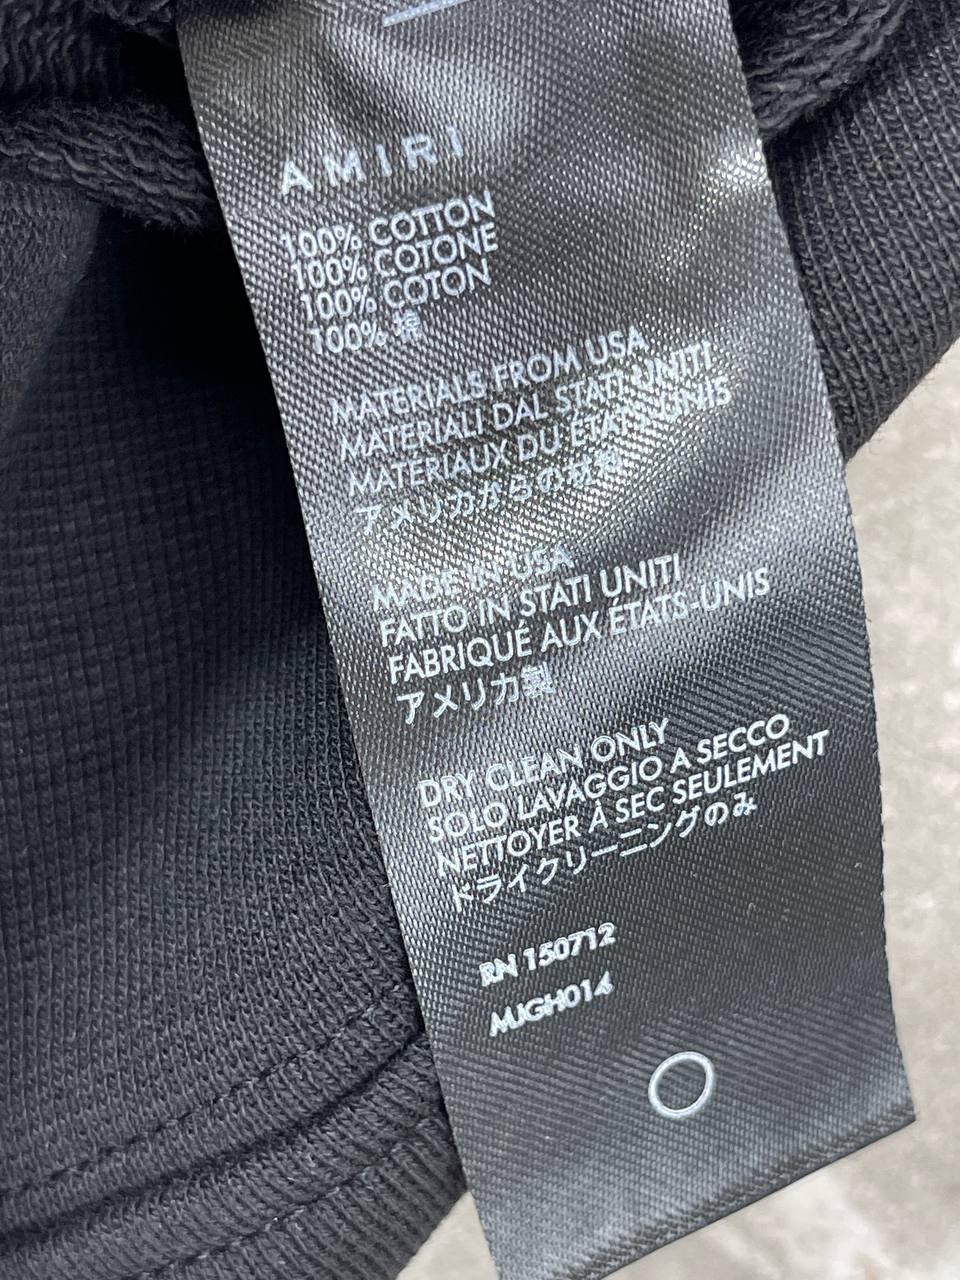 AMIRI
100% COTTON
100% COTONE
100% COTON
100% 綿
MATERIALS FROM USA
MATERIALI DAL STATI UNITI
MATERIAUX DU ÉTATS-UNIS
アメリカからの材料
MADE IN USA
FATTO IN STATI UNITI
FABRIQUÉ AUX ÉTATS-UNIS
アメリカ製
DRY CLEAN ONLY
SOLO LAVAGGIO A SECCO
NETTOYER À SEC SEULEMENT
ドライクリーニングのみ
RN 150712
MJGH014